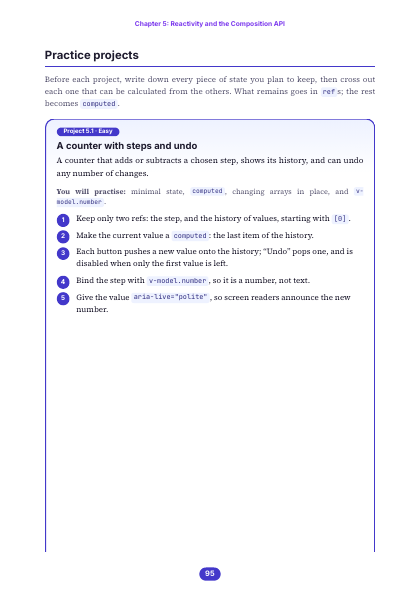 Chapter 5: Reactivity and the Composition API
Practice projects
Before each project, write down every piece of state you plan to keep, then cross out
each one that can be calculated from the others. What remains goes in refs; the rest
becomes computed.
Project 5.1 · Easy
A counter with steps and undo
A counter that adds or subtracts a chosen step, shows its history, and can undo
any number of changes.
You will practise: minimal state, computed, changing arrays in place, and v-
model.number.
1 Keep only two refs: the step, and the history of values, starting with [0].
2 Make the current value a computed: the last item of the history.
3 Each button pushes a new value onto the history; “Undo” pops one, and is
disabled when only the first value is left.
4 Bind the step with v-model.number, so it is a number, not text.
5 Give the value aria-live="polite", so screen readers announce the new
number.
95